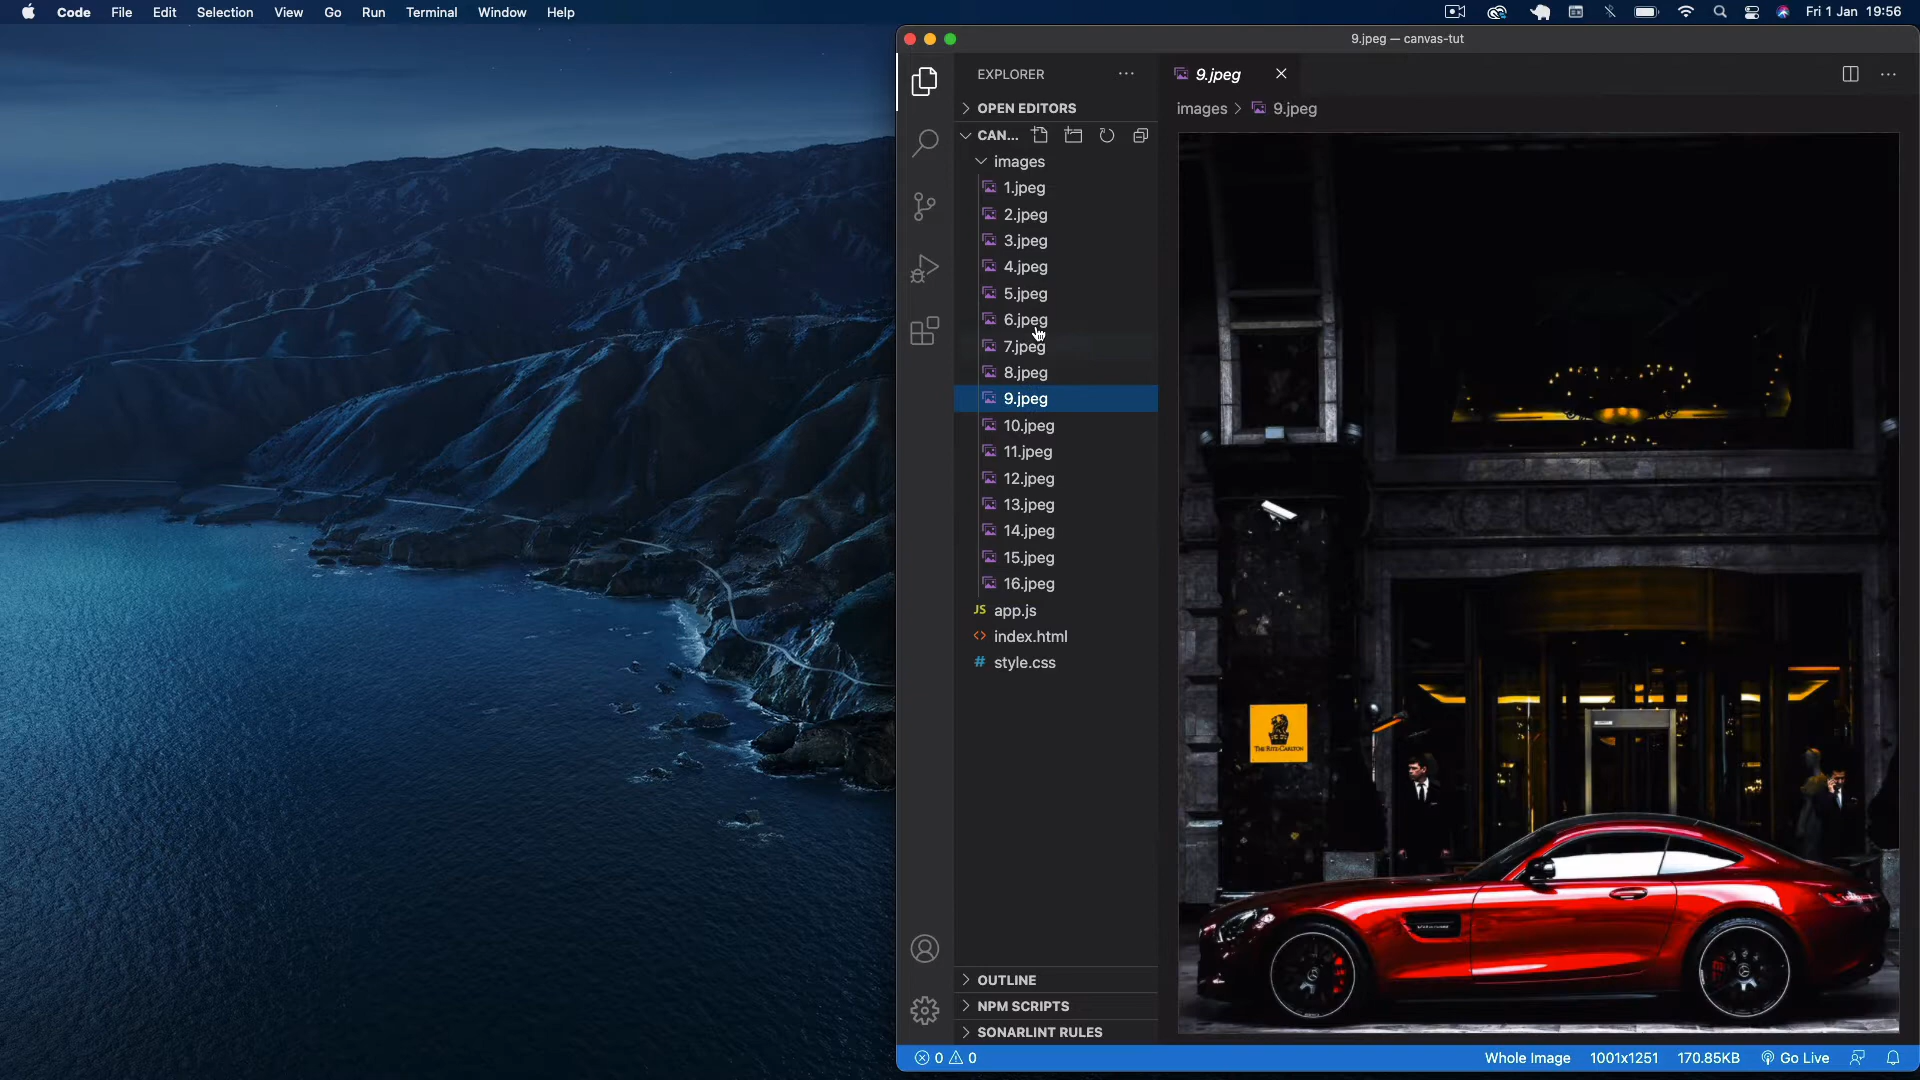 Code File Edit Selection View Go Run Terminal Window Help Fri 1 Jan 19:56
9.jpeg — canvas-tut
EXPLORER
9.jpeg
OPEN EDITORS
images 9.jpeg
CAN...
images
1.jpeg
2.jpeg
3.jpeg
4.jpeg
5.jpeg
6.jpeg
7.jpeg
8.jpeg
9.jpeg
10.jpeg
11.jpeg
12.jpeg
13.jpeg
14.jpeg
15.jpeg
16.jpeg
JS app.js
<> index.html
# style.css
THE RITZ-CARLTON
OUTLINE
NPM SCRIPTS
SONARLINT RULES
0 0 Whole Image 1001x1251 170.85KB Go Live